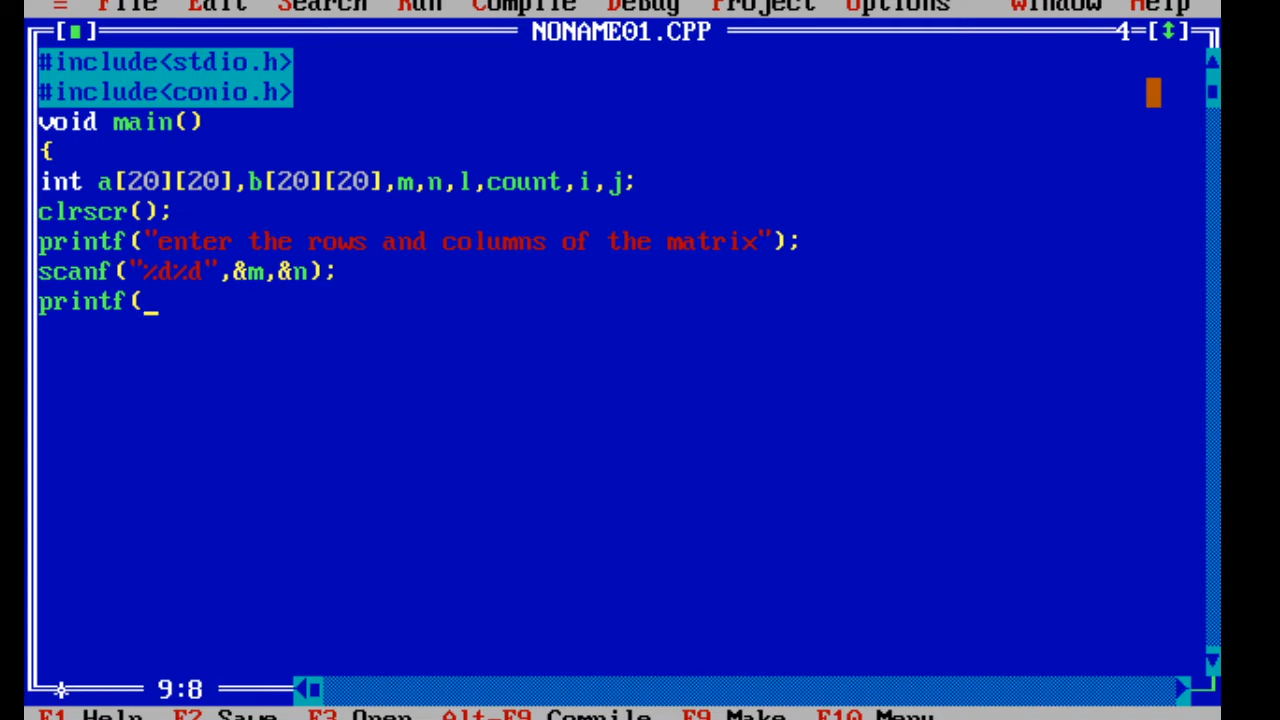 ≡ File Edit Search Run Compile Debug Project Options Window Help
[■] NONAME01.CPP 4=[↕]
#include<stdio.h>
#include<conio.h>
void main()
{
int a[20][20],b[20][20],m,n,l,count,i,j;
clrscr();
printf("enter the rows and columns of the matrix");
scanf("%d%d",&m,&n);
printf(_
9:8
F1 Help F2 Save F3 Open Alt-F9 Compile F9 Make F10 Menu